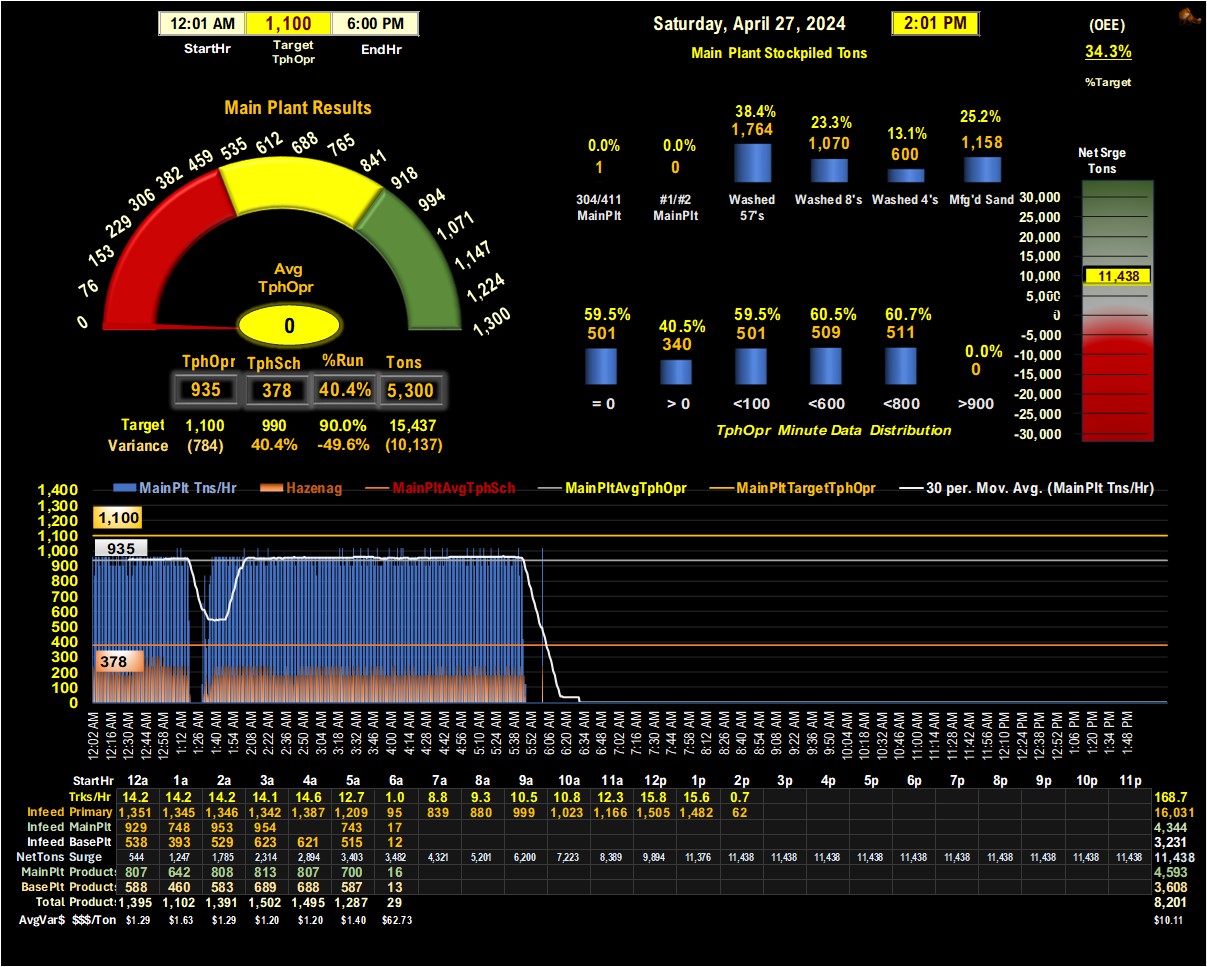 12:01 AM 1,100 6:00 PM
StartHr Target TphOpr EndHr
Saturday, April 27, 2024 2:01 PM
Main Plant Stockpiled Tons
(OEE)
34.3%
%Target
Main Plant Results
0 76 153 229 306 382 459 535 612 688 765 841 918 994 1,071 1,147 1,224 1,300
Avg
TphOpr
0
TphOpr TphSch %Run Tons
935 378 40.4% 5,300
Target 1,100 990 90.0% 15,437
Variance (784) 40.4% -49.6% (10,137)
0.0% 0.0% 38.4% 23.3% 13.1% 25.2%
1 0 1,764 1,070 600 1,158
304/411 MainPlt #1/#2 MainPlt Washed 57's Washed 8's Washed 4's Mfg'd Sand
59.5% 40.5% 59.5% 60.5% 60.7% 0.0%
501 340 501 509 511 0
= 0 > 0 <100 <600 <800 >900
TphOpr Minute Data Distribution
Net Srge
Tons
30,000
25,000
20,000
15,000
10,000
5,000
0
-5,000
-10,000
-15,000
-20,000
-25,000
-30,000
11,438
MainPlt Tns/Hr Hazenag MainPltAvgTphSch MainPltAvgTphOpr MainPltTargetTphOpr 30 per. Mov. Avg. (MainPlt Tns/Hr)
1,400
1,300
1,200
1,100
1,000
900
800
700
600
500
400
300
200
100
0
1,100
935
378
12:02 AM 12:16 AM 12:30 AM 12:44 AM 12:58 AM 1:12 AM 1:26 AM 1:40 AM 1:54 AM 2:08 AM 2:22 AM 2:36 AM 2:50 AM 3:04 AM 3:18 AM 3:32 AM 3:46 AM 4:00 AM 4:14 AM 4:28 AM 4:42 AM 4:56 AM 5:10 AM 5:24 AM 5:38 AM 5:52 AM 6:06 AM 6:20 AM 6:34 AM 6:48 AM 7:02 AM 7:16 AM 7:30 AM 7:44 AM 7:58 AM 8:12 AM 8:26 AM 8:40 AM 8:54 AM 9:08 AM 9:22 AM 9:36 AM 9:50 AM 10:04 AM 10:18 AM 10:32 AM 10:46 AM 11:00 AM 11:14 AM 11:28 AM 11:42 AM 11:56 AM 12:10 PM 12:24 PM 12:38 PM 12:52 PM 1:06 PM 1:20 PM 1:34 PM 1:48 PM
StartHr 12a 1a 2a 3a 4a 5a 6a 7a 8a 9a 10a 11a 12p 1p 2p 3p 4p 5p 6p 7p 8p 9p 10p 11p
Trks/Hr 14.2 14.2 14.2 14.1 14.6 12.7 1.0 8.8 9.3 10.5 10.8 12.3 15.8 15.6 0.7 168.7
Infeed Primary 1,351 1,345 1,346 1,342 1,387 1,209 95 839 880 999 1,023 1,166 1,505 1,482 62 16,031
Infeed MainPlt 929 748 953 954 743 17 4,344
Infeed BasePlt 538 393 529 623 621 515 12 3,231
NetTons Surge 544 1,247 1,785 2,314 2,894 3,403 3,482 4,321 5,201 6,200 7,223 8,389 9,894 11,376 11,438 11,438 11,438 11,438 11,438 11,438 11,438 11,438 11,438 11,438 11,438
MainPlt Product 807 642 808 813 807 700 16 4,593
BasePlt Product 588 460 583 689 688 587 13 3,608
Total Product 1,395 1,102 1,391 1,502 1,495 1,287 29 8,201
AvgVar$ $$$/Ton $1.29 $1.63 $1.29 $1.20 $1.20 $1.40 $62.73 $10.11